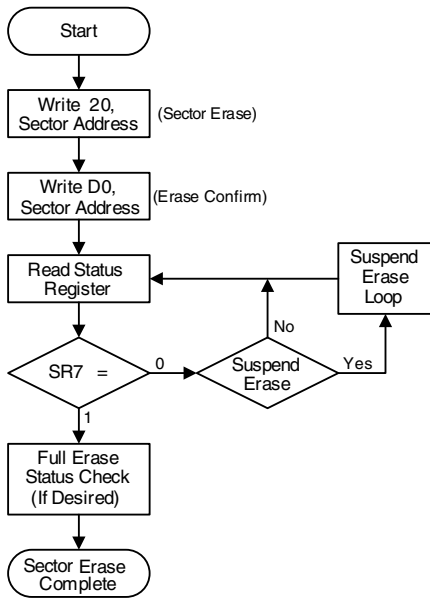 Start
Write 20,
Sector Address
(Sector Erase)
Write D0,
Sector Address
(Erase Confirm)
Read Status
Register
Suspend
Erase
Loop
No
SR7 =
0
Suspend
Erase
Yes
1
Full Erase
Status Check
(If Desired)
Sector Erase
Complete